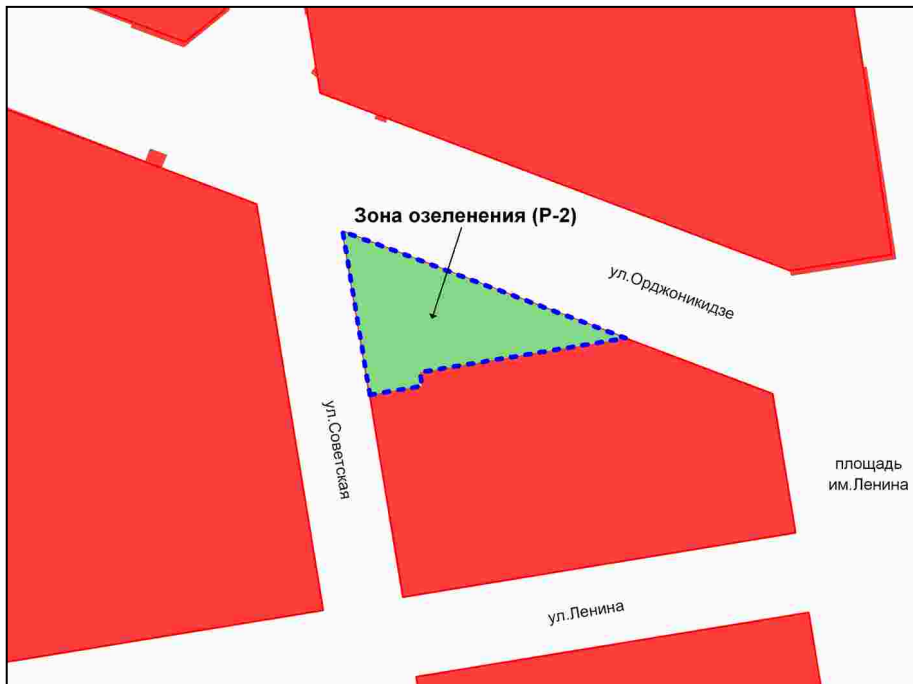 Зона озеленения (Р-2)
ул.Орджоникидзе
ул.Советская
площадь
им.Ленина
ул.Ленина